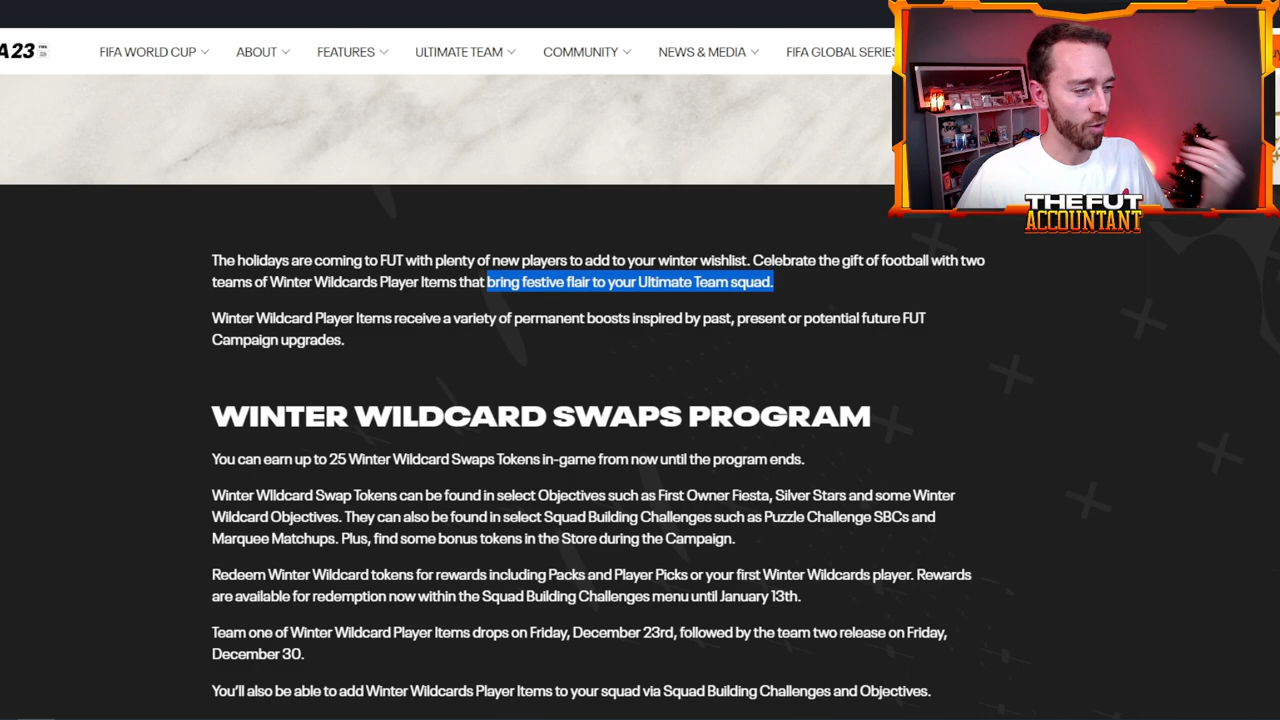 A 23
FIFA WORLD CUP
ABOUT
FEATURES
ULTIMATE TEAM
COMMUNITY
NEWS & MEDIA
FIFA GLOBAL SERIES
THE FUT
ACCOUNTANT
The holidays are coming to FUT with plenty of new players to add to your winter wishlist. Celebrate the gift of football with two
teams of Winter Wildcards Player Items that bring festive flair to your Ultimate Team squad.
Winter Wildcard Player Items receive a variety of permanent boosts inspired by past, present or potential future FUT
Campaign upgrades.
WINTER WILDCARD SWAPS PROGRAM
You can earn up to 25 Winter Wildcard Swaps Tokens in-game from now until the program ends.
Winter WIldcard Swap Tokens can be found in select Objectives such as First Owner Fiesta, Silver Stars and some Winter
Wildcard Objectives. They can also be found in select Squad Building Challenges such as Puzzle Challenge SBCs and
Marquee Matchups. Plus, find some bonus tokens in the Store during the Campaign.
Redeem Winter Wildcard tokens for rewards including Packs and Player Picks or your first Winter Wildcards player. Rewards
are available for redemption now within the Squad Building Challenges menu until January 13th.
Team one of Winter Wildcard Player Items drops on Friday, December 23rd, followed by the team two release on Friday,
December 30.
You'll also be able to add Winter Wildcards Player Items to your squad via Squad Building Challenges and Objectives.